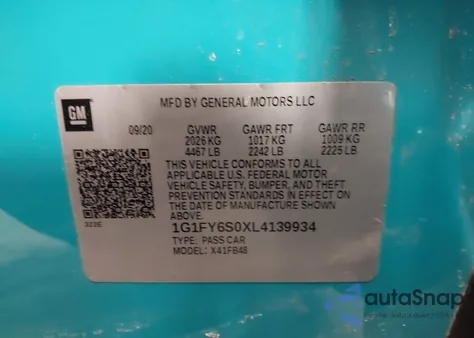 MFD BY GENERAL MOTORS LLC
GM
09/20 GVWR GAWR FRT GAWR RR
2026 KG 1017 KG 1009 KG
4467 LB 2242 LB 2225 LB
THIS VEHICLE CONFORMS TO ALL
APPLICABLE U.S. FEDERAL MOTOR
VEHICLE SAFETY, BUMPER, AND THEFT
PREVENTION STANDARDS IN EFFECT ON
THE DATE OF MANUFACTURE SHOWN
ABOVE.
1G1FY6S0XL4139934
TYPE: PASS CAR
MODEL: X41FB48
autoSnap